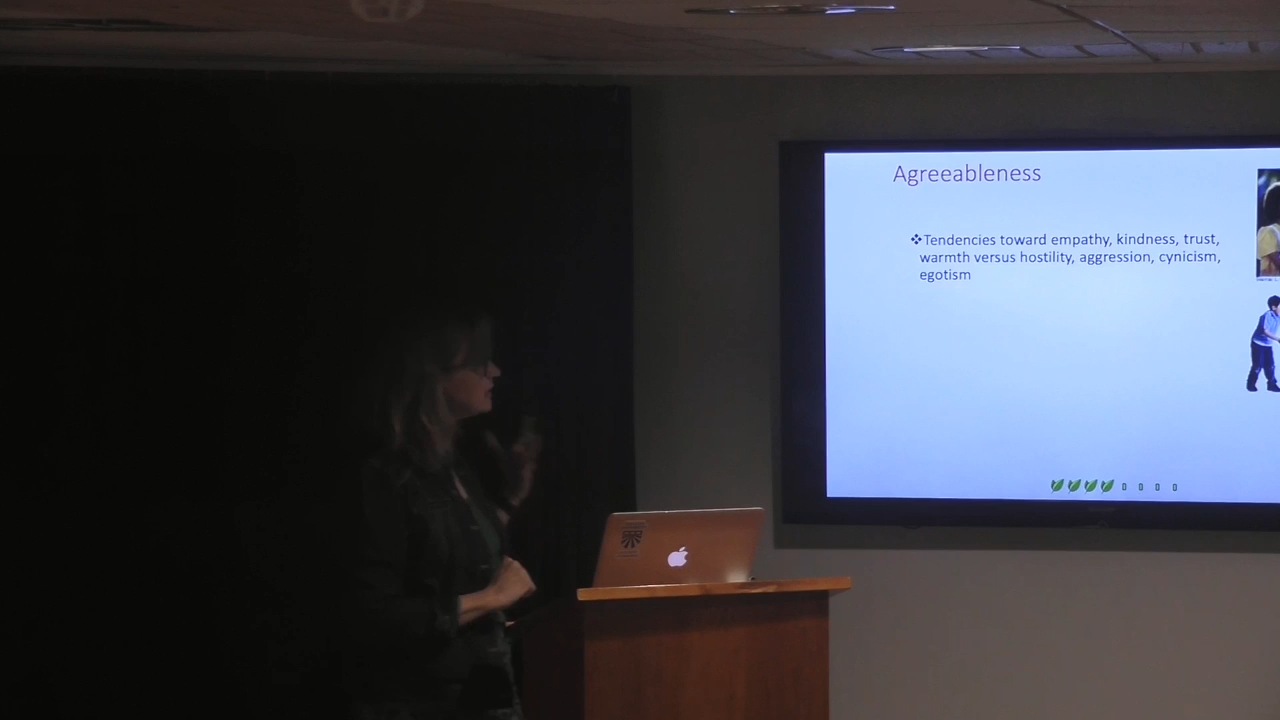 Agreeableness
❖Tendencies toward empathy, kindness, trust,
warmth versus hostility, aggression, cynicism,
egotism